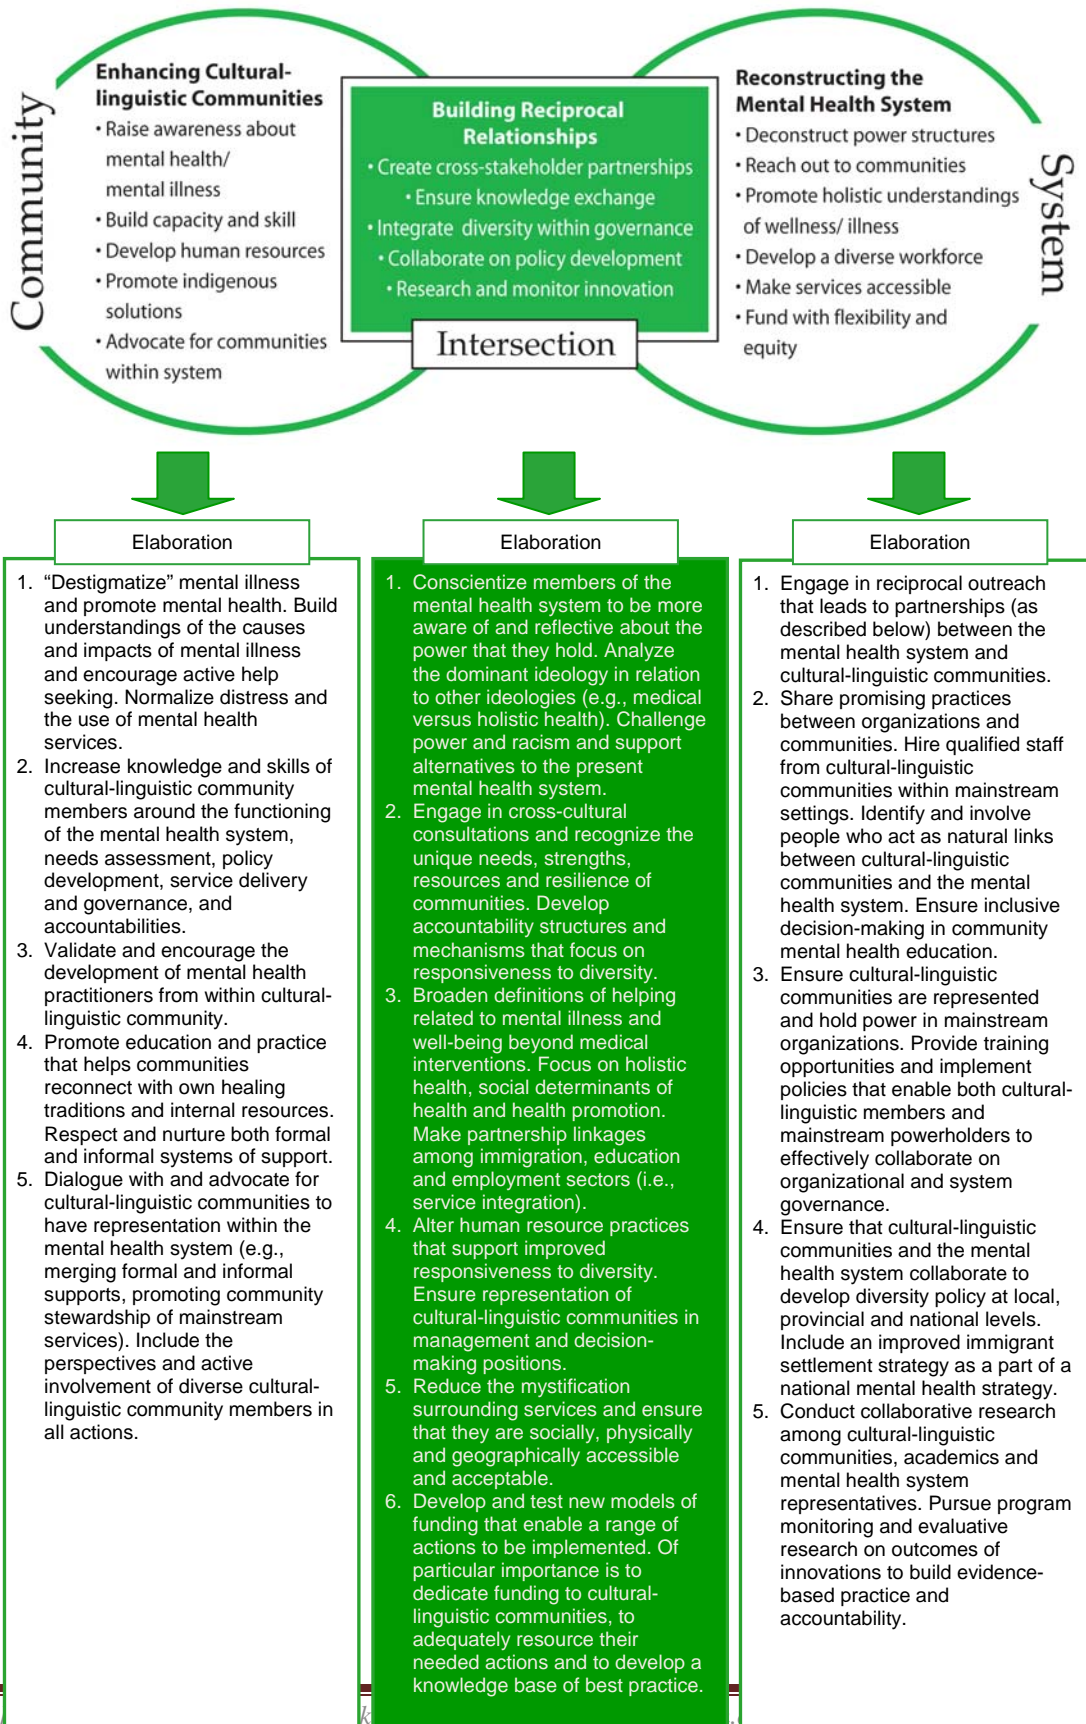 Community
Enhancing Cultural-
linguistic Communities
• Raise awareness about
mental health/
mental illness
• Build capacity and skill
• Develop human resources
• Promote indigenous
solutions
• Advocate for communities
within system
Building Reciprocal
Relationships
• Create cross-stakeholder partnerships
• Ensure knowledge exchange
• Integrate diversity within governance
• Collaborate on policy development
• Research and monitor innovation
Intersection
Reconstructing the
Mental Health System
• Deconstruct power structures
• Reach out to communities
• Promote holistic understandings
of wellness/ illness
• Develop a diverse workforce
• Make services accessible
• Fund with flexibility and
equity
System
Elaboration
1. “Destigmatize” mental illness
and promote mental health. Build
understandings of the causes
and impacts of mental illness
and encourage active help
seeking. Normalize distress and
the use of mental health
services.
2. Increase knowledge and skills of
cultural-linguistic community
members around the functioning
of the mental health system,
needs assessment, policy
development, service delivery
and governance, and
accountabilities.
3. Validate and encourage the
development of mental health
practitioners from within cultural-
linguistic community.
4. Promote education and practice
that helps communities
reconnect with own healing
traditions and internal resources.
Respect and nurture both formal
and informal systems of support.
5. Dialogue with and advocate for
cultural-linguistic communities to
have representation within the
mental health system (e.g.,
merging formal and informal
supports, promoting community
stewardship of mainstream
services). Include the
perspectives and active
involvement of diverse cultural-
linguistic community members in
all actions.
Elaboration
1. Conscientize members of the
mental health system to be more
aware of and reflective about the
power that they hold. Analyze
the dominant ideology in relation
to other ideologies (e.g., medical
versus holistic health). Challenge
power and racism and support
alternatives to the present
mental health system.
2. Engage in cross-cultural
consultations and recognize the
unique needs, strengths,
resources and resilience of
communities. Develop
accountability structures and
mechanisms that focus on
responsiveness to diversity.
3. Broaden definitions of helping
related to mental illness and
well-being beyond medical
interventions. Focus on holistic
health, social determinants of
health and health promotion.
Make partnership linkages
among immigration, education
and employment sectors (i.e.,
service integration).
4. Alter human resource practices
that support improved
responsiveness to diversity.
Ensure representation of
cultural-linguistic communities in
management and decision-
making positions.
5. Reduce the mystification
surrounding services and ensure
that they are socially, physically
and geographically accessible
and acceptable.
6. Develop and test new models of
funding that enable a range of
actions to be implemented. Of
particular importance is to
dedicate funding to cultural-
linguistic communities, to
adequately resource their
needed actions and to develop a
knowledge base of best practice.
Elaboration
1. Engage in reciprocal outreach
that leads to partnerships (as
described below) between the
mental health system and
cultural-linguistic communities.
2. Share promising practices
between organizations and
communities. Hire qualified staff
from cultural-linguistic
communities within mainstream
settings. Identify and involve
people who act as natural links
between cultural-linguistic
communities and the mental
health system. Ensure inclusive
decision-making in community
mental health education.
3. Ensure cultural-linguistic
communities are represented
and hold power in mainstream
organizations. Provide training
opportunities and implement
policies that enable both cultural-
linguistic members and
mainstream powerholders to
effectively collaborate on
organizational and system
governance.
4. Ensure that cultural-linguistic
communities and the mental
health system collaborate to
develop diversity policy at local,
provincial and national levels.
Include an improved immigrant
settlement strategy as a part of a
national mental health strategy.
5. Conduct collaborative research
among cultural-linguistic
communities, academics and
mental health system
representatives. Pursue program
monitoring and evaluative
research on outcomes of
innovations to build evidence-
based practice and
accountability.